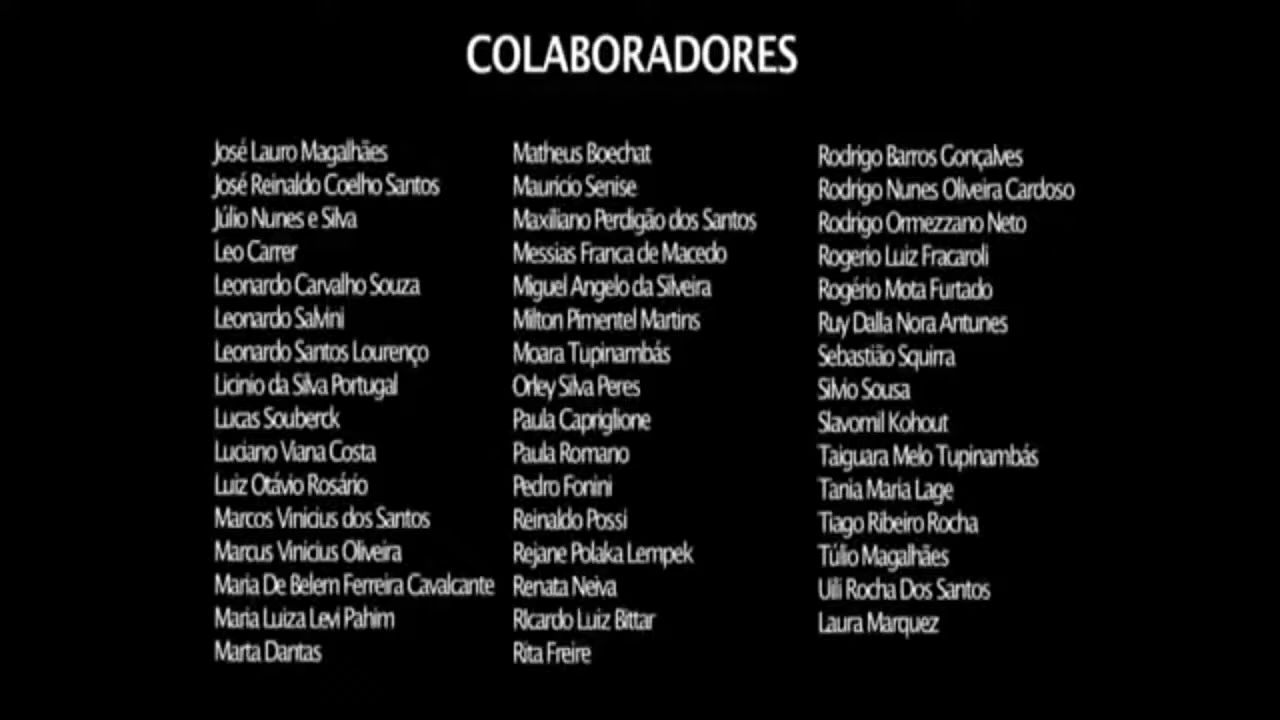 COLABORADORES
José Lauro Magalhães
José Reinaldo Coelho Santos
Júlio Nunes e Silva
Leo Carrer
Leonardo Carvalho Souza
Leonardo Salvini
Leonardo Santos Lourenço
Licinio da Silva Portugal
Lucas Souberck
Luciano Viana Costa
Luiz Otávio Rosário
Marcos Vinicius dos Santos
Marcus Vinicius Oliveira
Maria De Belem Ferreira Cavalcante
Maria Luiza Levi Pahim
Marta Dantas
Matheus Boechat
Mauricio Senise
Maxiliano Perdigão dos Santos
Messias Franca de Macedo
Miguel Angelo da Silveira
Milton Pimentel Martins
Moara Tupinambás
Orley Silva Peres
Paula Capriglione
Paula Romano
Pedro Fonini
Reinaldo Possi
Rejane Polaka Lempek
Renata Neiva
RIcardo Luiz Bittar
Rita Freire
Rodrigo Barros Gonçalves
Rodrigo Nunes Oliveira Cardoso
Rodrigo Ormezzano Neto
Rogerio Luiz Fracaroli
Rogério Mota Furtado
Ruy Dalla Nora Antunes
Sebastião Squirra
Silvio Sousa
Slavomil Kohout
Taiguara Melo Tupinambás
Tania Maria Lage
Tiago Ribeiro Rocha
Túlio Magalhães
Uili Rocha Dos Santos
Laura Marquez